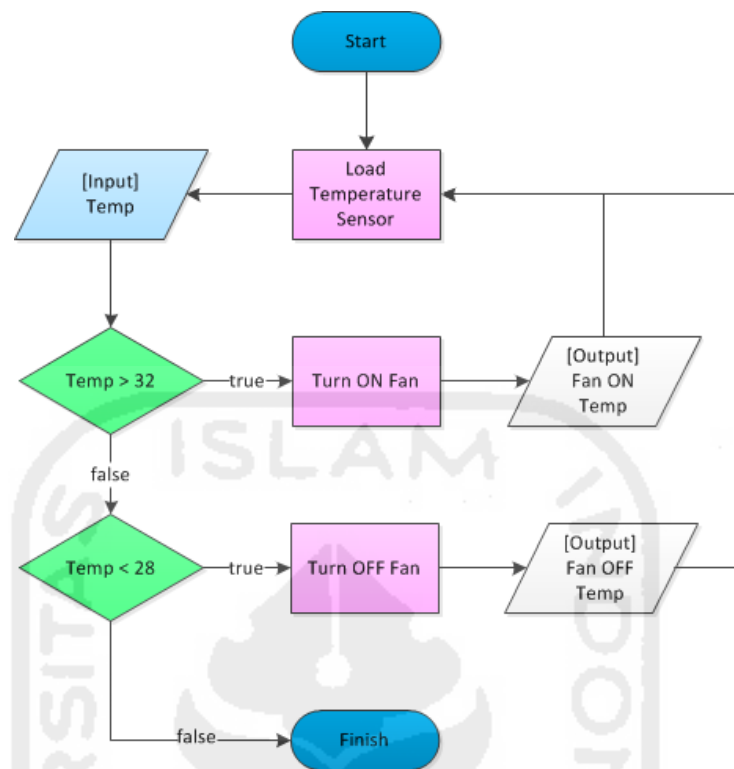 Start
Load
Temperature
Sensor
[Input]
Temp
Temp > 32
true
Turn ON Fan
[Output]
Fan ON
Temp
false
Temp < 28
true
Turn OFF Fan
[Output]
Fan OFF
Temp
false
Finish
ISLAM